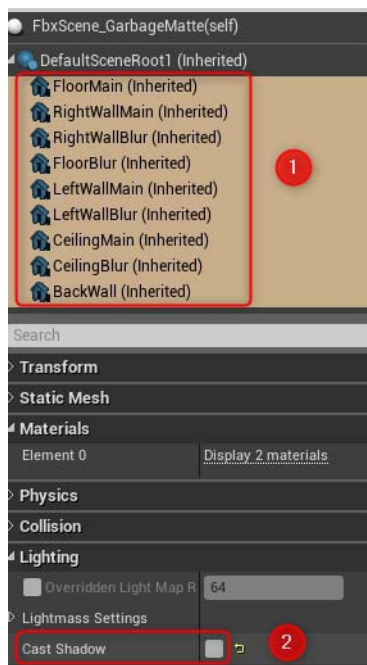 FbxScene_GarbageMatte(self)
DefaultSceneRoot1 (Inherited)
FloorMain (Inherited)
RightWallMain (Inherited)
RightWallBlur (Inherited)
FloorBlur (Inherited)
1
LeftWallMain (Inherited)
LeftWallBlur (Inherited)
CeilingMain (Inherited)
CeilingBlur (Inherited)
BackWall (Inherited)
Search
Transform
Static Mesh
Materials
Element 0 Display 2 materials
Physics
Collision
Lighting
Overridden Light Map R 64
Lightmass Settings
Cast Shadow 2